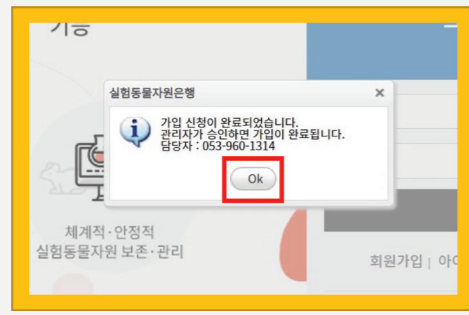 기능
실험동물자원은행
가입 신청이 완료되었습니다.
관리자가 승인하면 가입이 완료됩니다.
담당자 : 053-960-1314
Ok
체계적·안정적
실험동물자원 보존·관리
회원가입 | 아이